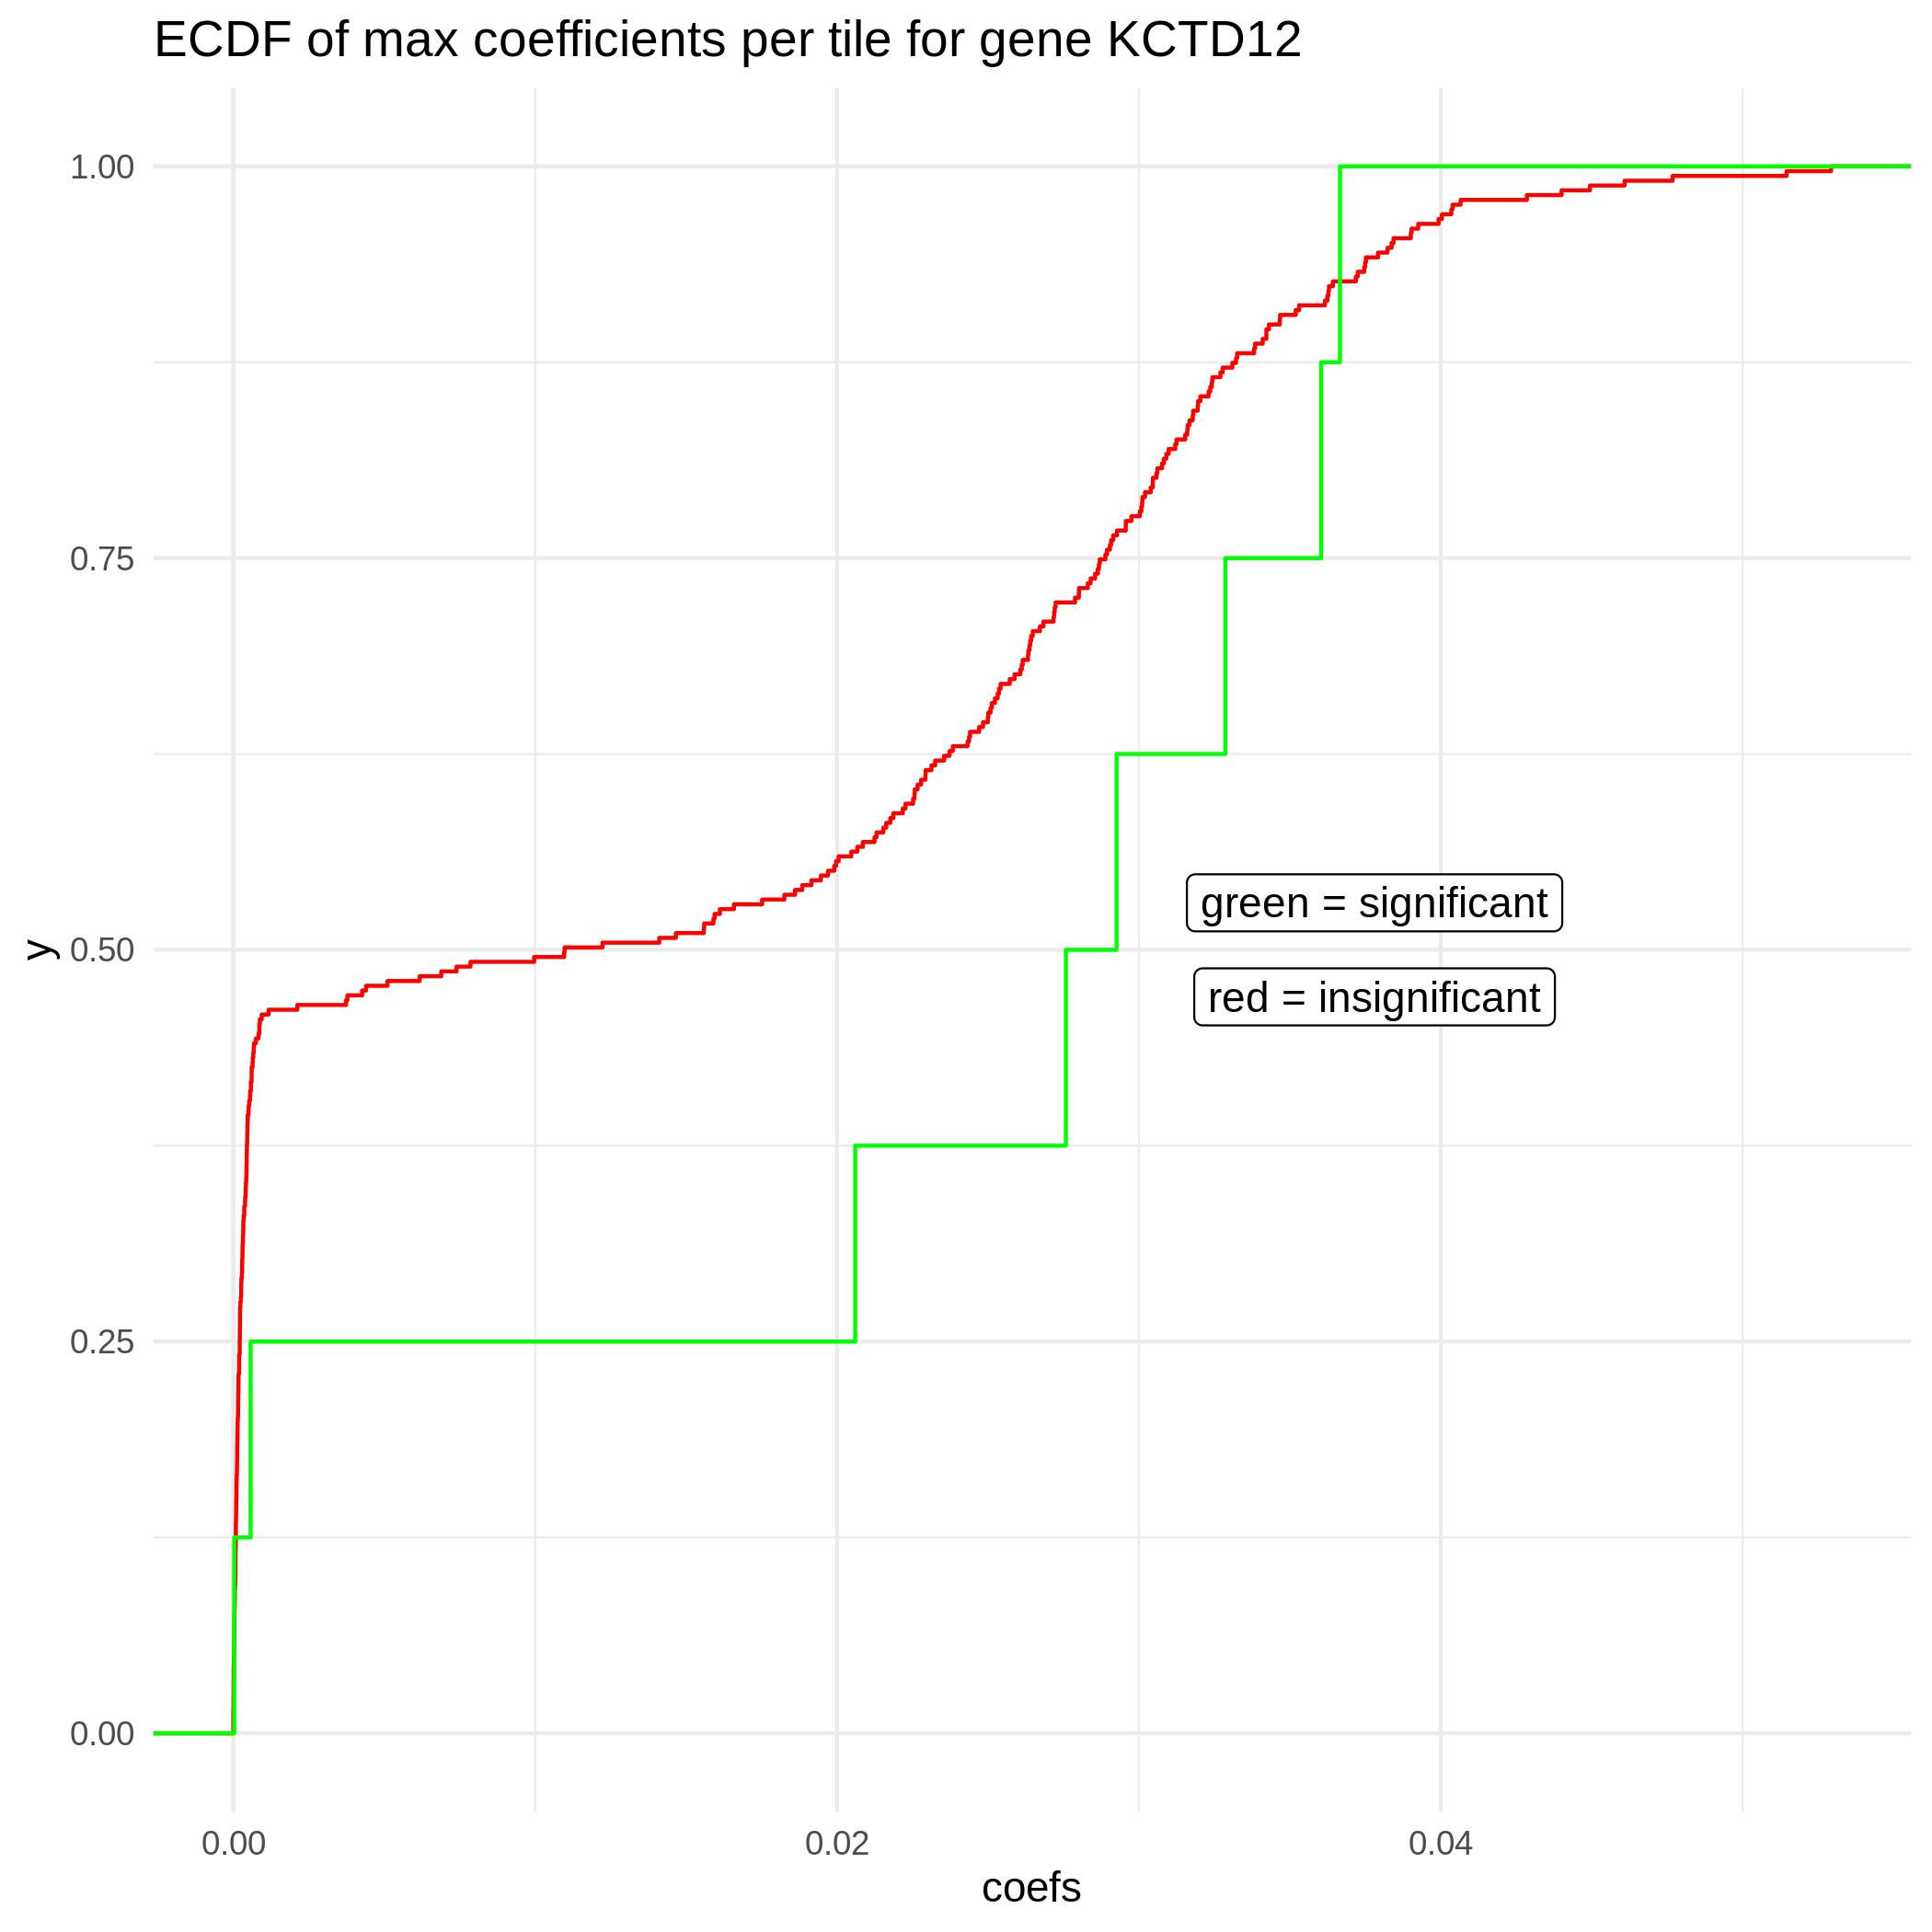 ECDF of max coefficients per tile for gene KCTD12
1.00
0.75
0.50
0.25
0.00
y
green = significant
red = insignificant
0.00 0.02 0.04
coefs